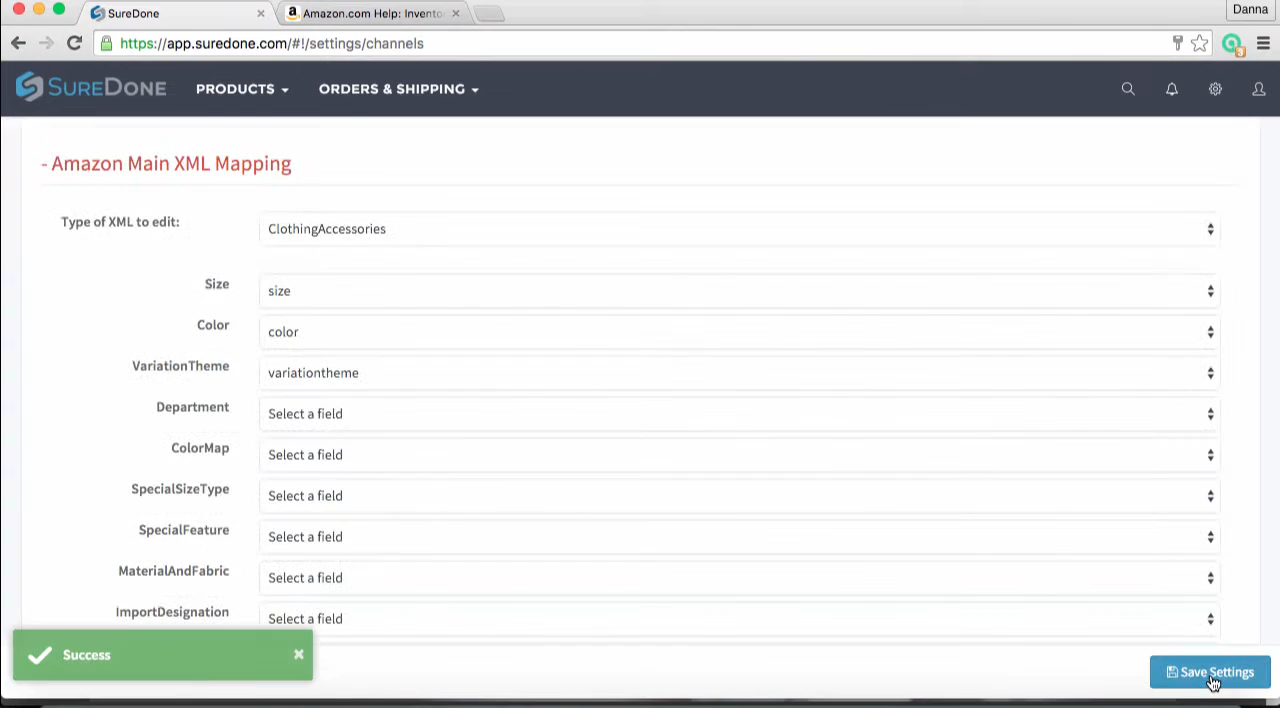 SureDone
Amazon.com Help: Invento
Danna
https://app.suredone.com/#!/settings/channels
SUREDONE PRODUCTS ORDERS & SHIPPING
- Amazon Main XML Mapping
Type of XML to edit: ClothingAccessories
Size size
Color color
VariationTheme variationtheme
Department Select a field
ColorMap Select a field
SpecialSizeType Select a field
SpecialFeature Select a field
MaterialAndFabric Select a field
ImportDesignation Select a field
Success
Save Settings